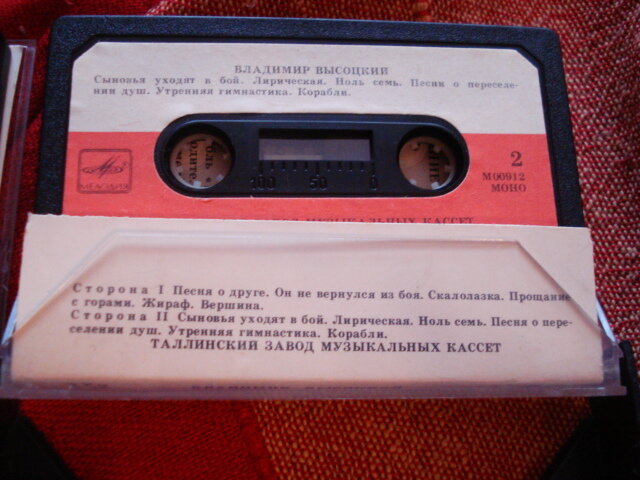 ВЛАДИМИР ВЫСОЦКИЙ
Сыновья уходят в бой. Лирическая. Ноль семь. Песня о переселе-
нии душ. Утренняя гимнастика. Корабли.
2
М00912
МОНО
МЕЛОДИЯ
100 50 0
МУЗЫКАЛЬНЫХ КАССЕТ
Сторона I Песня о друге. Он не вернулся из боя. Скалолазка. Прощание
с горами. Жираф. Вершина.
Сторона II Сыновья уходят в бой. Лирическая. Ноль семь. Песня о пере-
селении душ. Утренняя гимнастика. Корабли.
ТАЛЛИНСКИЙ ЗАВОД МУЗЫКАЛЬНЫХ КАССЕТ